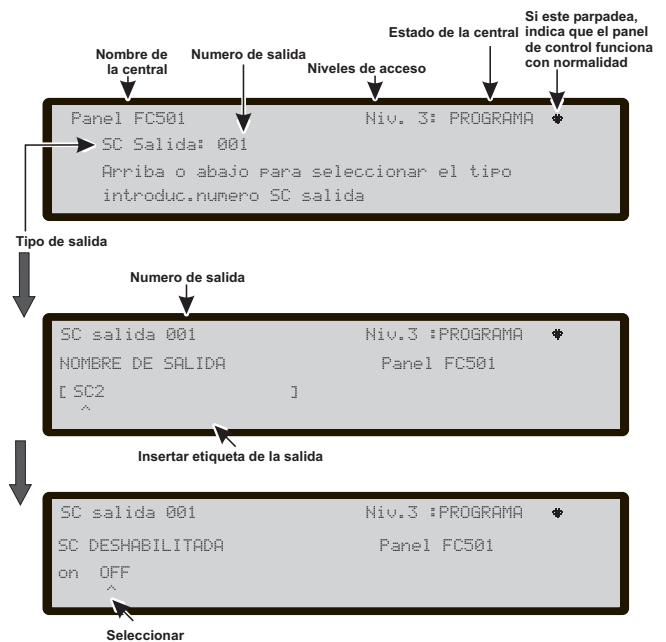 Si este parpadea,
indica que el panel
de control funciona
con normalidad
Estado de la central
Nombre de
la central
Numero de salida
Niveles de acceso
Panel FC501 Niv. 3: PROGRAMA
SC Salida: 001
Arriba o abajo para seleccionar el tipo
introduc.numero SC salida
Tipo de salida
Numero de salida
SC salida 001 Niv.3 :PROGRAMA
NOMBRE DE SALIDA Panel FC501
[ SC2 ]
^
Insertar etiqueta de la salida
SC salida 001 Niv.3 :PROGRAMA
SC DESHABILITADA Panel FC501
on OFF
^
Seleccionar